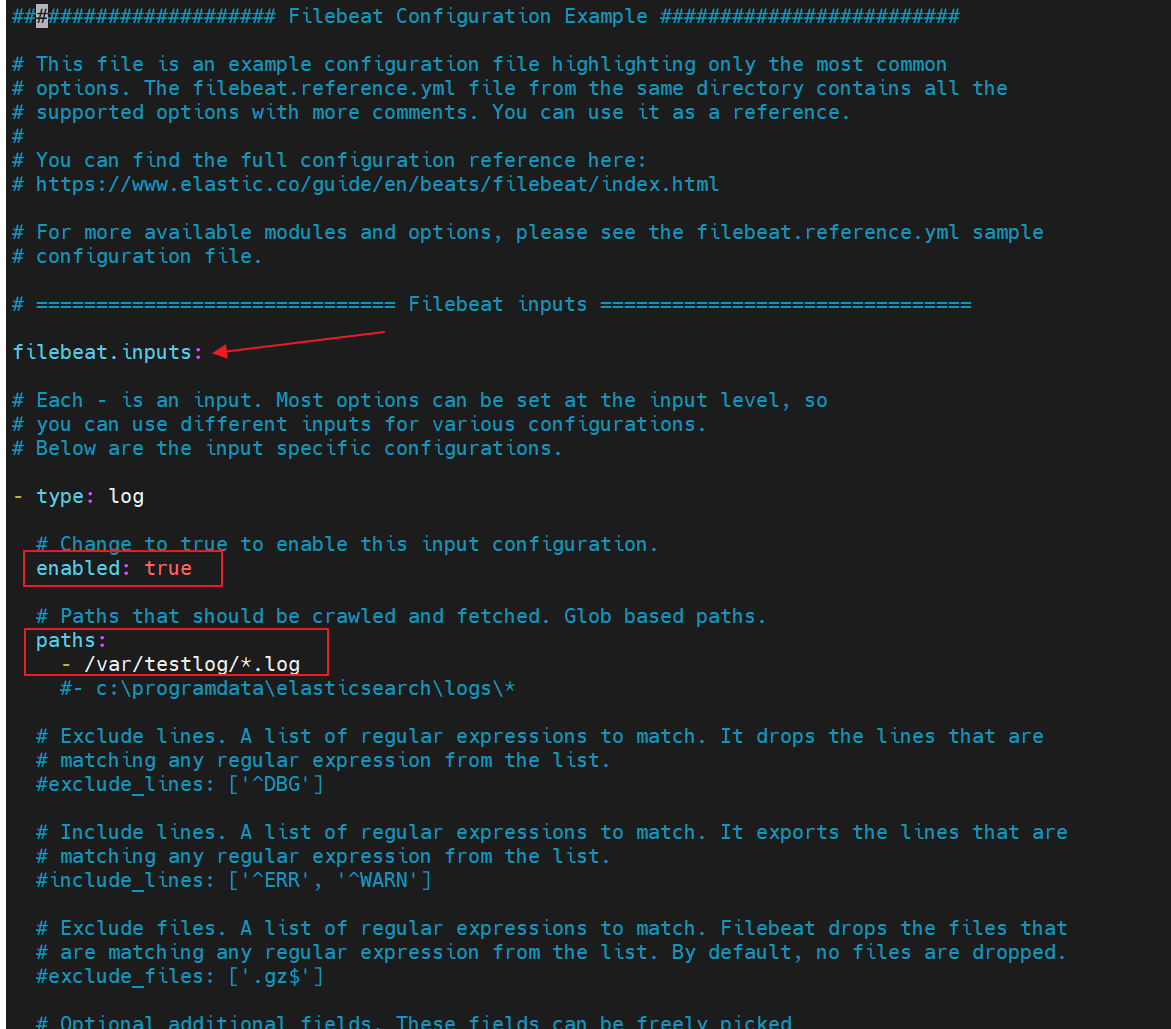 ###################### Filebeat Configuration Example #########################
# This file is an example configuration file highlighting only the most common
# options. The filebeat.reference.yml file from the same directory contains all the
# supported options with more comments. You can use it as a reference.
#
# You can find the full configuration reference here:
# https://www.elastic.co/guide/en/beats/filebeat/index.html
# For more available modules and options, please see the filebeat.reference.yml sample
# configuration file.
# ============================== Filebeat inputs ===============================
filebeat.inputs:
# Each - is an input. Most options can be set at the input level, so
# you can use different inputs for various configurations.
# Below are the input specific configurations.
- type: log
# Change to true to enable this input configuration.
enabled: true
# Paths that should be crawled and fetched. Glob based paths.
paths:
- /var/testlog/*.log
#- c:\programdata\elasticsearch\logs\*
# Exclude lines. A list of regular expressions to match. It drops the lines that are
# matching any regular expression from the list.
#exclude_lines: ['^DBG']
# Include lines. A list of regular expressions to match. It exports the lines that are
# matching any regular expression from the list.
#include_lines: ['^ERR', '^WARN']
# Exclude files. A list of regular expressions to match. Filebeat drops the files that
# are matching any regular expression from the list. By default, no files are dropped.
#exclude_files: ['.gz$']
# Optional additional fields. These fields can be freely picked